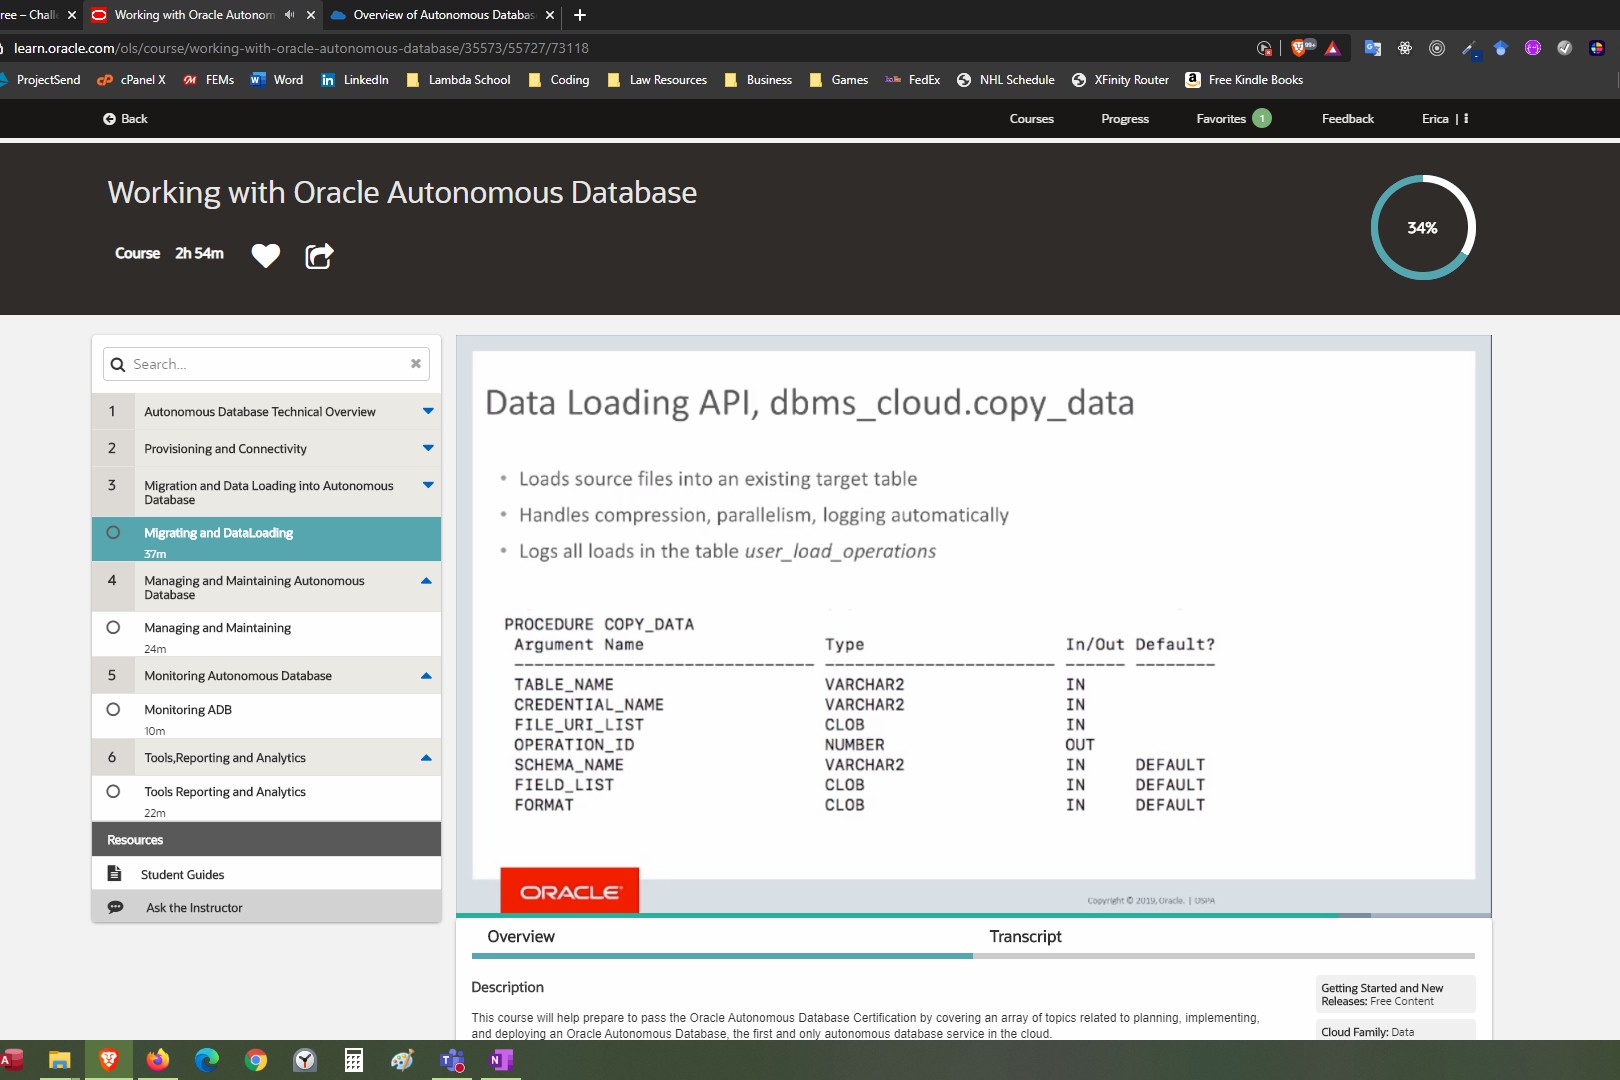 ree – Chall
Working with Oracle Autonom
Overview of Autonomous Databas
learn.oracle.com/ols/course/working-with-oracle-autonomous-database/35573/55727/73118
99+
ProjectSend
cPanel X
FEMs
Word
LinkedIn
Lambda School
Coding
Law Resources
Business
Games
FedEx
NHL Schedule
XFinity Router
Free Kindle Books
Back
Courses
Progress
Favorites 1
Feedback
Erica |
Working with Oracle Autonomous Database
Course 2h 54m
34%
Search...
1 Autonomous Database Technical Overview
2 Provisioning and Connectivity
3 Migration and Data Loading into Autonomous
Database
Migrating and DataLoading
37m
4 Managing and Maintaining Autonomous
Database
Managing and Maintaining
24m
5 Monitoring Autonomous Database
Monitoring ADB
10m
6 Tools,Reporting and Analytics
Tools Reporting and Analytics
22m
Resources
Student Guides
Ask the Instructor
Data Loading API, dbms_cloud.copy_data
• Loads source files into an existing target table
• Handles compression, parallelism, logging automatically
• Logs all loads in the table user_load_operations
PROCEDURE COPY_DATA
Argument Name Type In/Out Default?
------------------------------ ----------------------- ------ --------
TABLE_NAME VARCHAR2 IN
CREDENTIAL_NAME VARCHAR2 IN
FILE_URI_LIST CLOB IN
OPERATION_ID NUMBER OUT
SCHEMA_NAME VARCHAR2 IN DEFAULT
FIELD_LIST CLOB IN DEFAULT
FORMAT CLOB IN DEFAULT
ORACLE
Copyright © 2019, Oracle. | OSPA
Overview
Transcript
Description
This course will help prepare to pass the Oracle Autonomous Database Certification by covering an array of topics related to planning, implementing,
and deploying an Oracle Autonomous Database, the first and only autonomous database service in the cloud.
Getting Started and New
Releases: Free Content
Cloud Family: Data